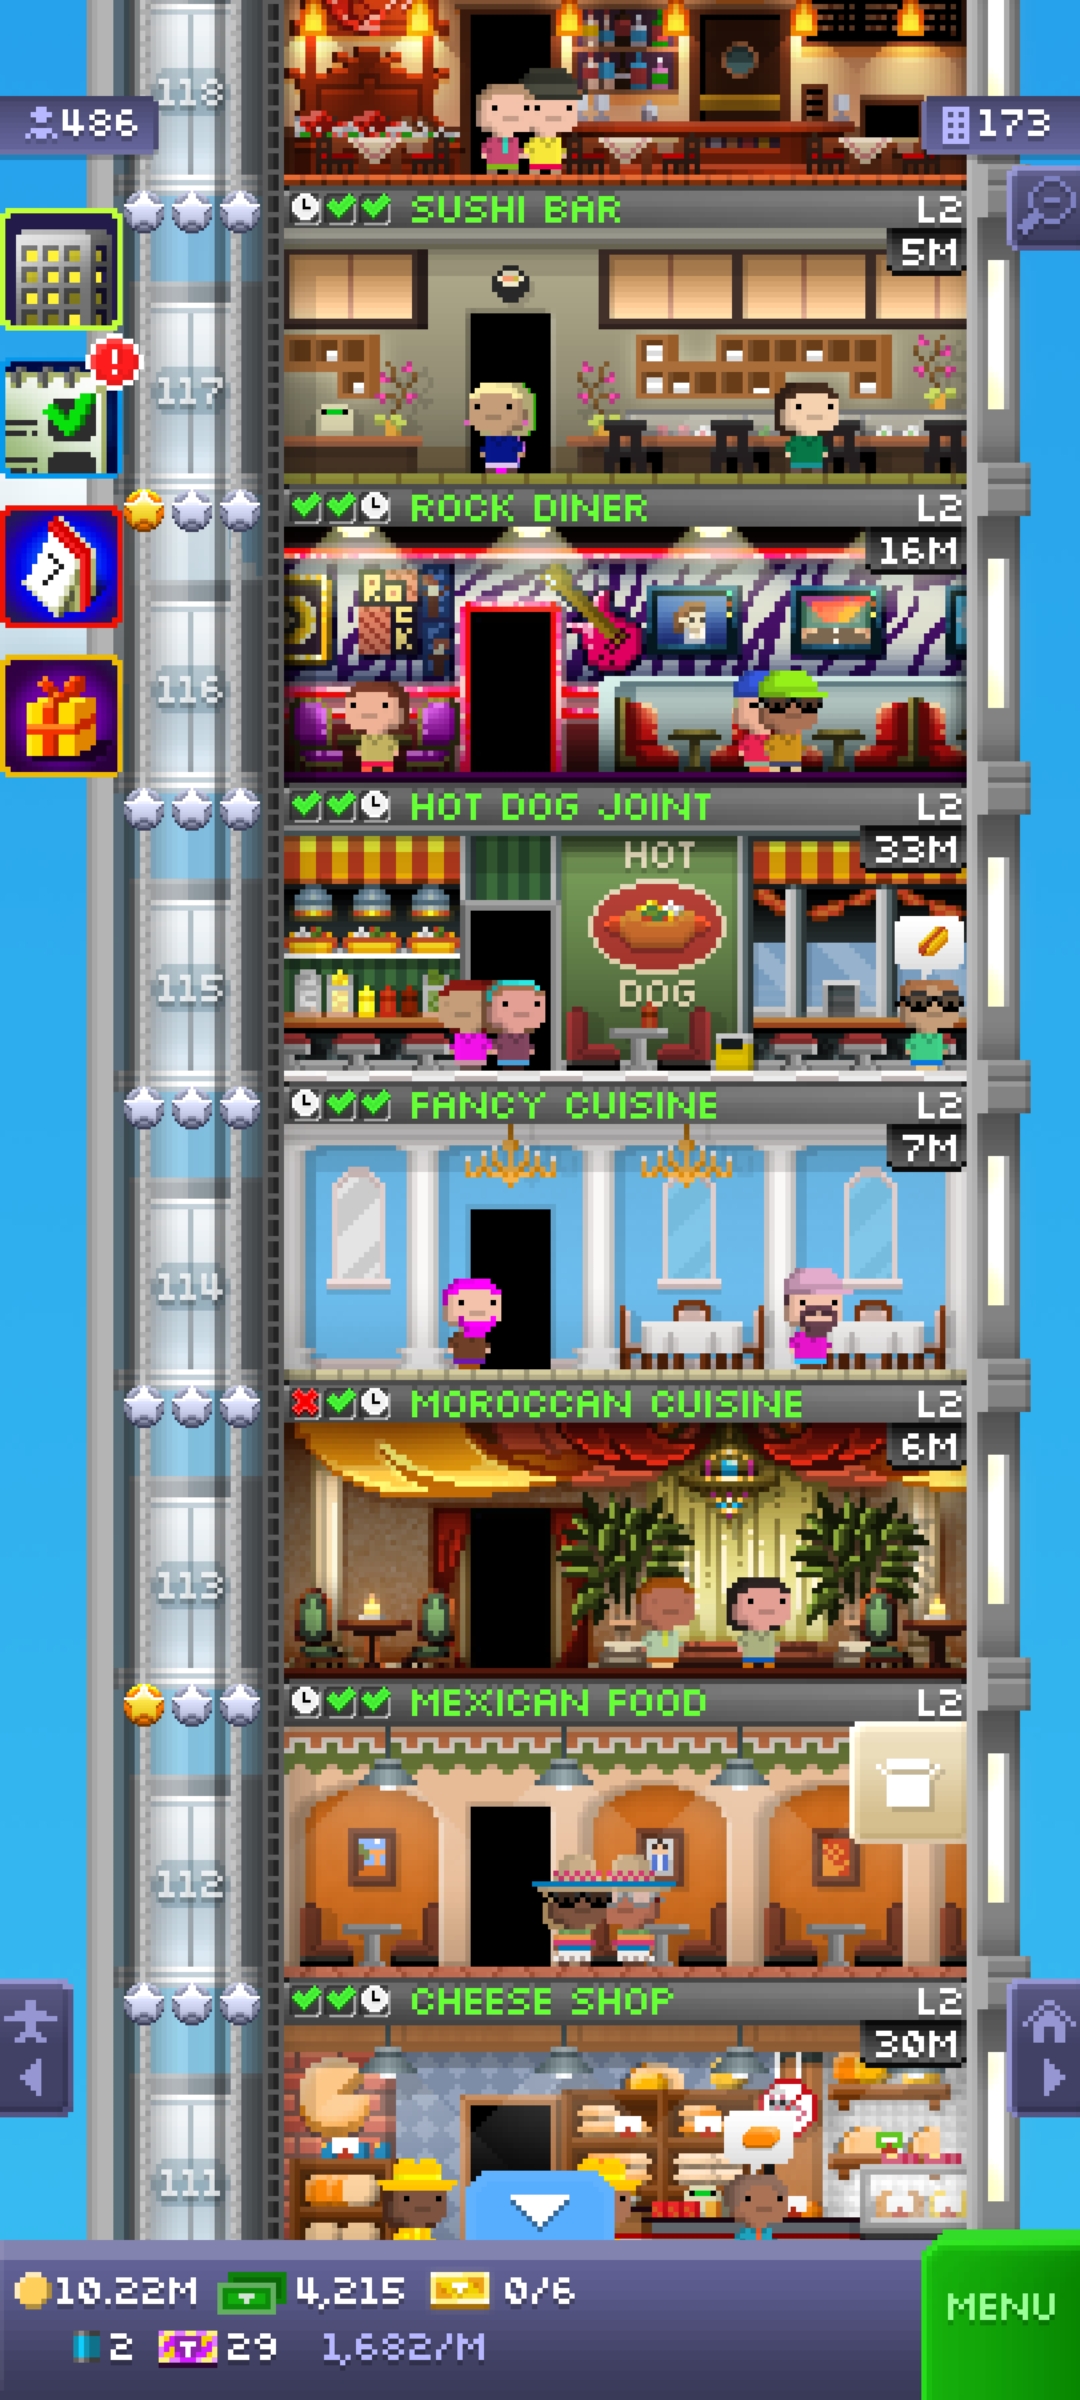 118
486
173
SUSHI BAR L2
5M
117
ROCK DINER L2
16M
ROCK
116
HOT DOG JOINT L2
33M
HOT
DOG
115
FANCY CUISINE L2
7M
114
MOROCCAN CUISINE L2
6M
113
MEXICAN FOOD L2
112
CHEESE SHOP L2
30M
111
10.22M 4,215 0/6
2 29 1,682/M
MENU